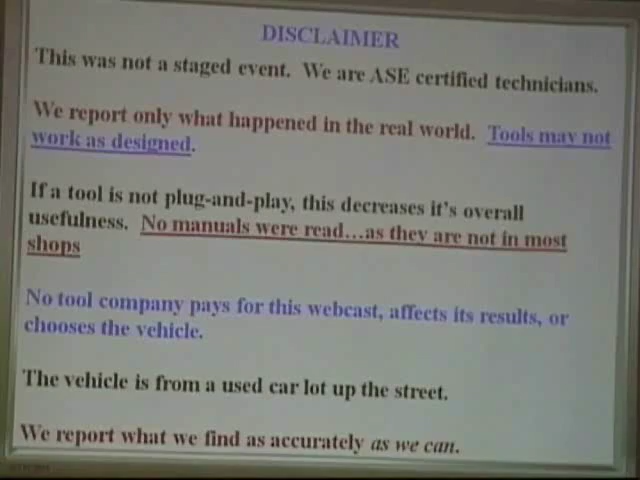 DISCLAIMER
This was not a staged event. We are ASE certified technicians.
We report only what happened in the real world. Tools may not
work as designed.
If a tool is not plug-and-play, this decreases it's overall
usefulness. No manuals were read…as they are not in most
shops
No tool company pays for this webcast, affects its results, or
chooses the vehicle.
The vehicle is from a used car lot up the street.
We report what we find as accurately as we can.